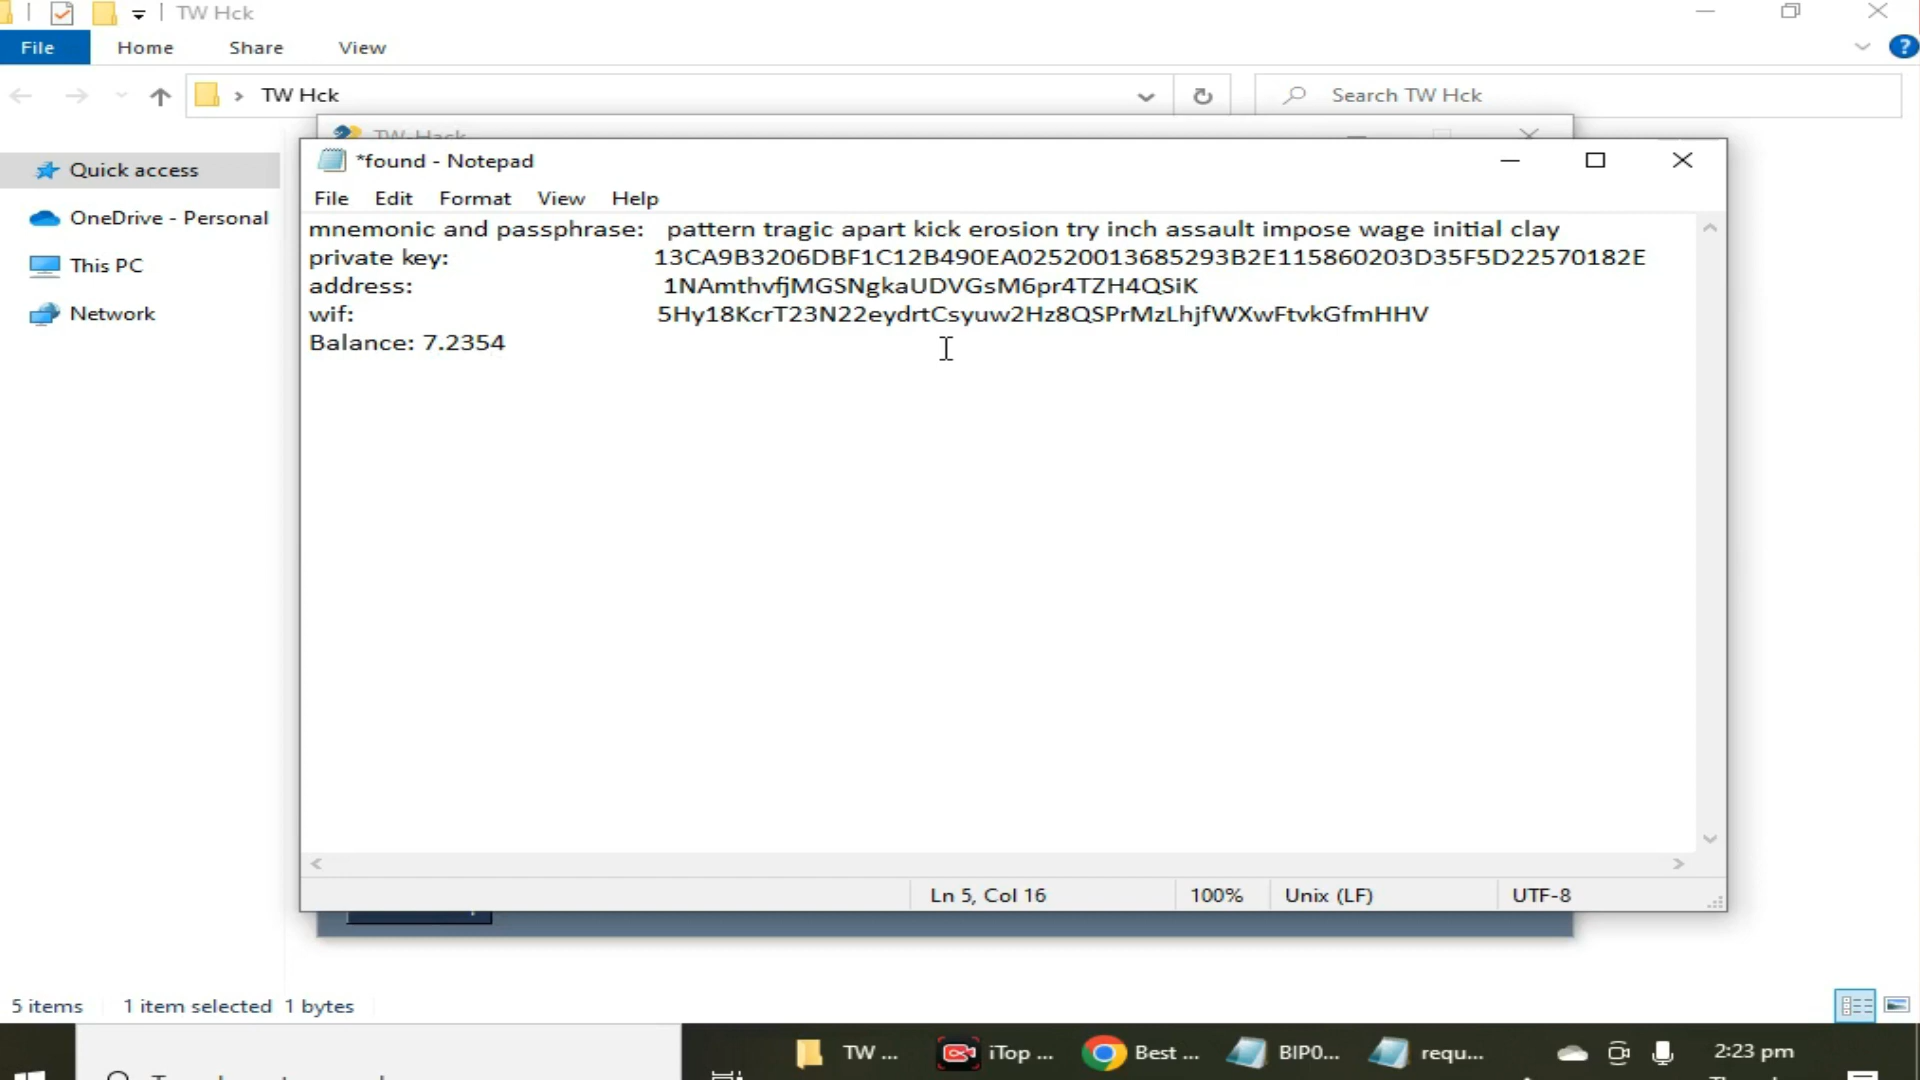 TW Hck
File Home Share View
TW Hck
Search TW Hck
TW-Hack
*found - Notepad
File Edit Format View Help
mnemonic and passphrase: pattern tragic apart kick erosion try inch assault impose wage initial clay
private key: 13CA9B3206DBF1C12B490EA02520013685293B2E115860203D35F5D22570182E
address: 1NAmthvfjMGSNgkaUDVGsM6pr4TZH4QSiK
wif: 5Hy18KcrT23N22eydrtCsyuw2Hz8QSPrMzLhjfWXwFtvkGfmHHV
Balance: 7.2354
Quick access
OneDrive - Personal
This PC
Network
Ln 5, Col 16 100% Unix (LF) UTF-8
5 items 1 item selected 1 bytes
TW ... iTop ... Best ... BIP0... requ... 2:23 pm